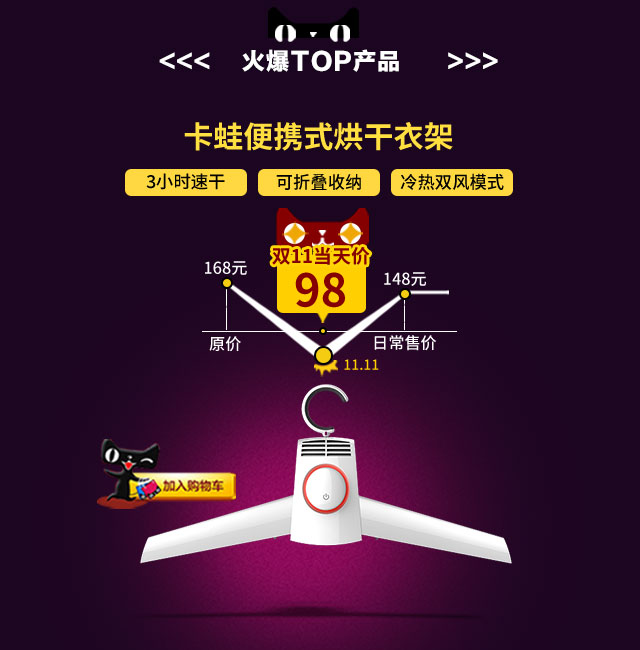 <<< 火爆TOP产品 >>>
卡蛙便携式烘干衣架
3小时速干 可折叠收纳 冷热双风模式
双11当天价
98
168元
148元
原价
日常售价
11.11
加入购物车